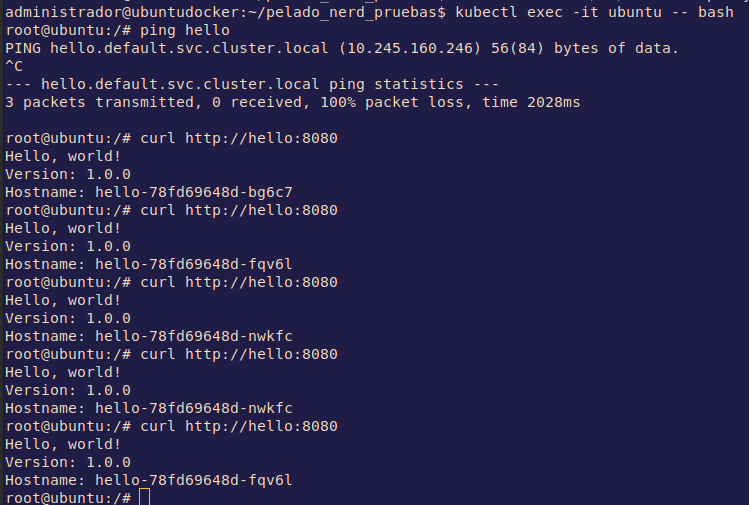 administrador@ubuntudocker:~/pelado_nerd_pruebas$ kubectl exec -it ubuntu -- bash
root@ubuntu:/# ping hello
PING hello.default.svc.cluster.local (10.245.160.246) 56(84) bytes of data.
^C
--- hello.default.svc.cluster.local ping statistics ---
3 packets transmitted, 0 received, 100% packet loss, time 2028ms

root@ubuntu:/# curl http://hello:8080
Hello, world!
Version: 1.0.0
Hostname: hello-78fd69648d-bg6c7
root@ubuntu:/# curl http://hello:8080
Hello, world!
Version: 1.0.0
Hostname: hello-78fd69648d-fqv6l
root@ubuntu:/# curl http://hello:8080
Hello, world!
Version: 1.0.0
Hostname: hello-78fd69648d-nwkfc
root@ubuntu:/# curl http://hello:8080
Hello, world!
Version: 1.0.0
Hostname: hello-78fd69648d-nwkfc
root@ubuntu:/# curl http://hello:8080
Hello, world!
Version: 1.0.0
Hostname: hello-78fd69648d-fqv6l
root@ubuntu:/#